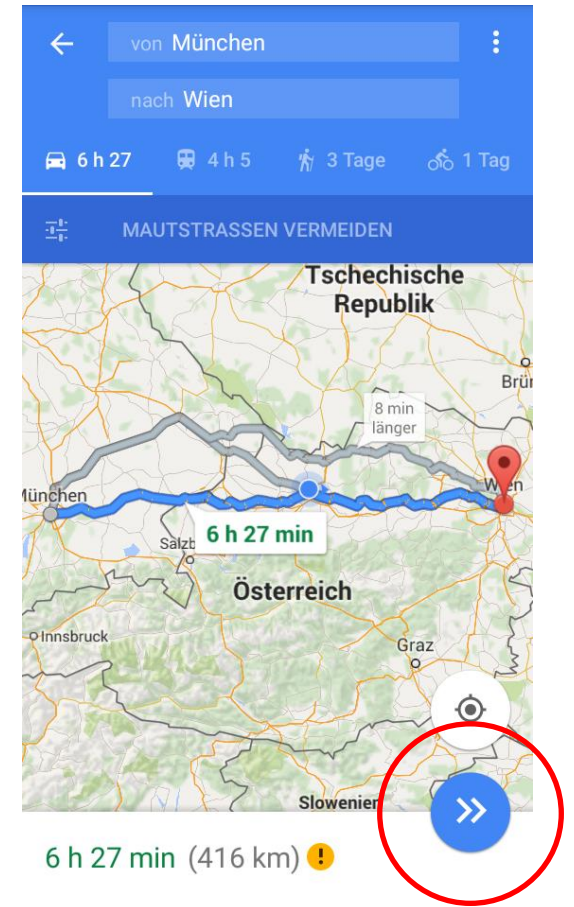 von München
nach Wien
6 h 27
4 h 5
3 Tage
1 Tag
MAUTSTRASSEN VERMEIDEN
Tschechische
Republik
Brün
8 min
länger
München
Wien
6 h 27 min
Salzb
Österreich
Innsbruck
Graz
Slowenien
6 h 27 min (416 km)